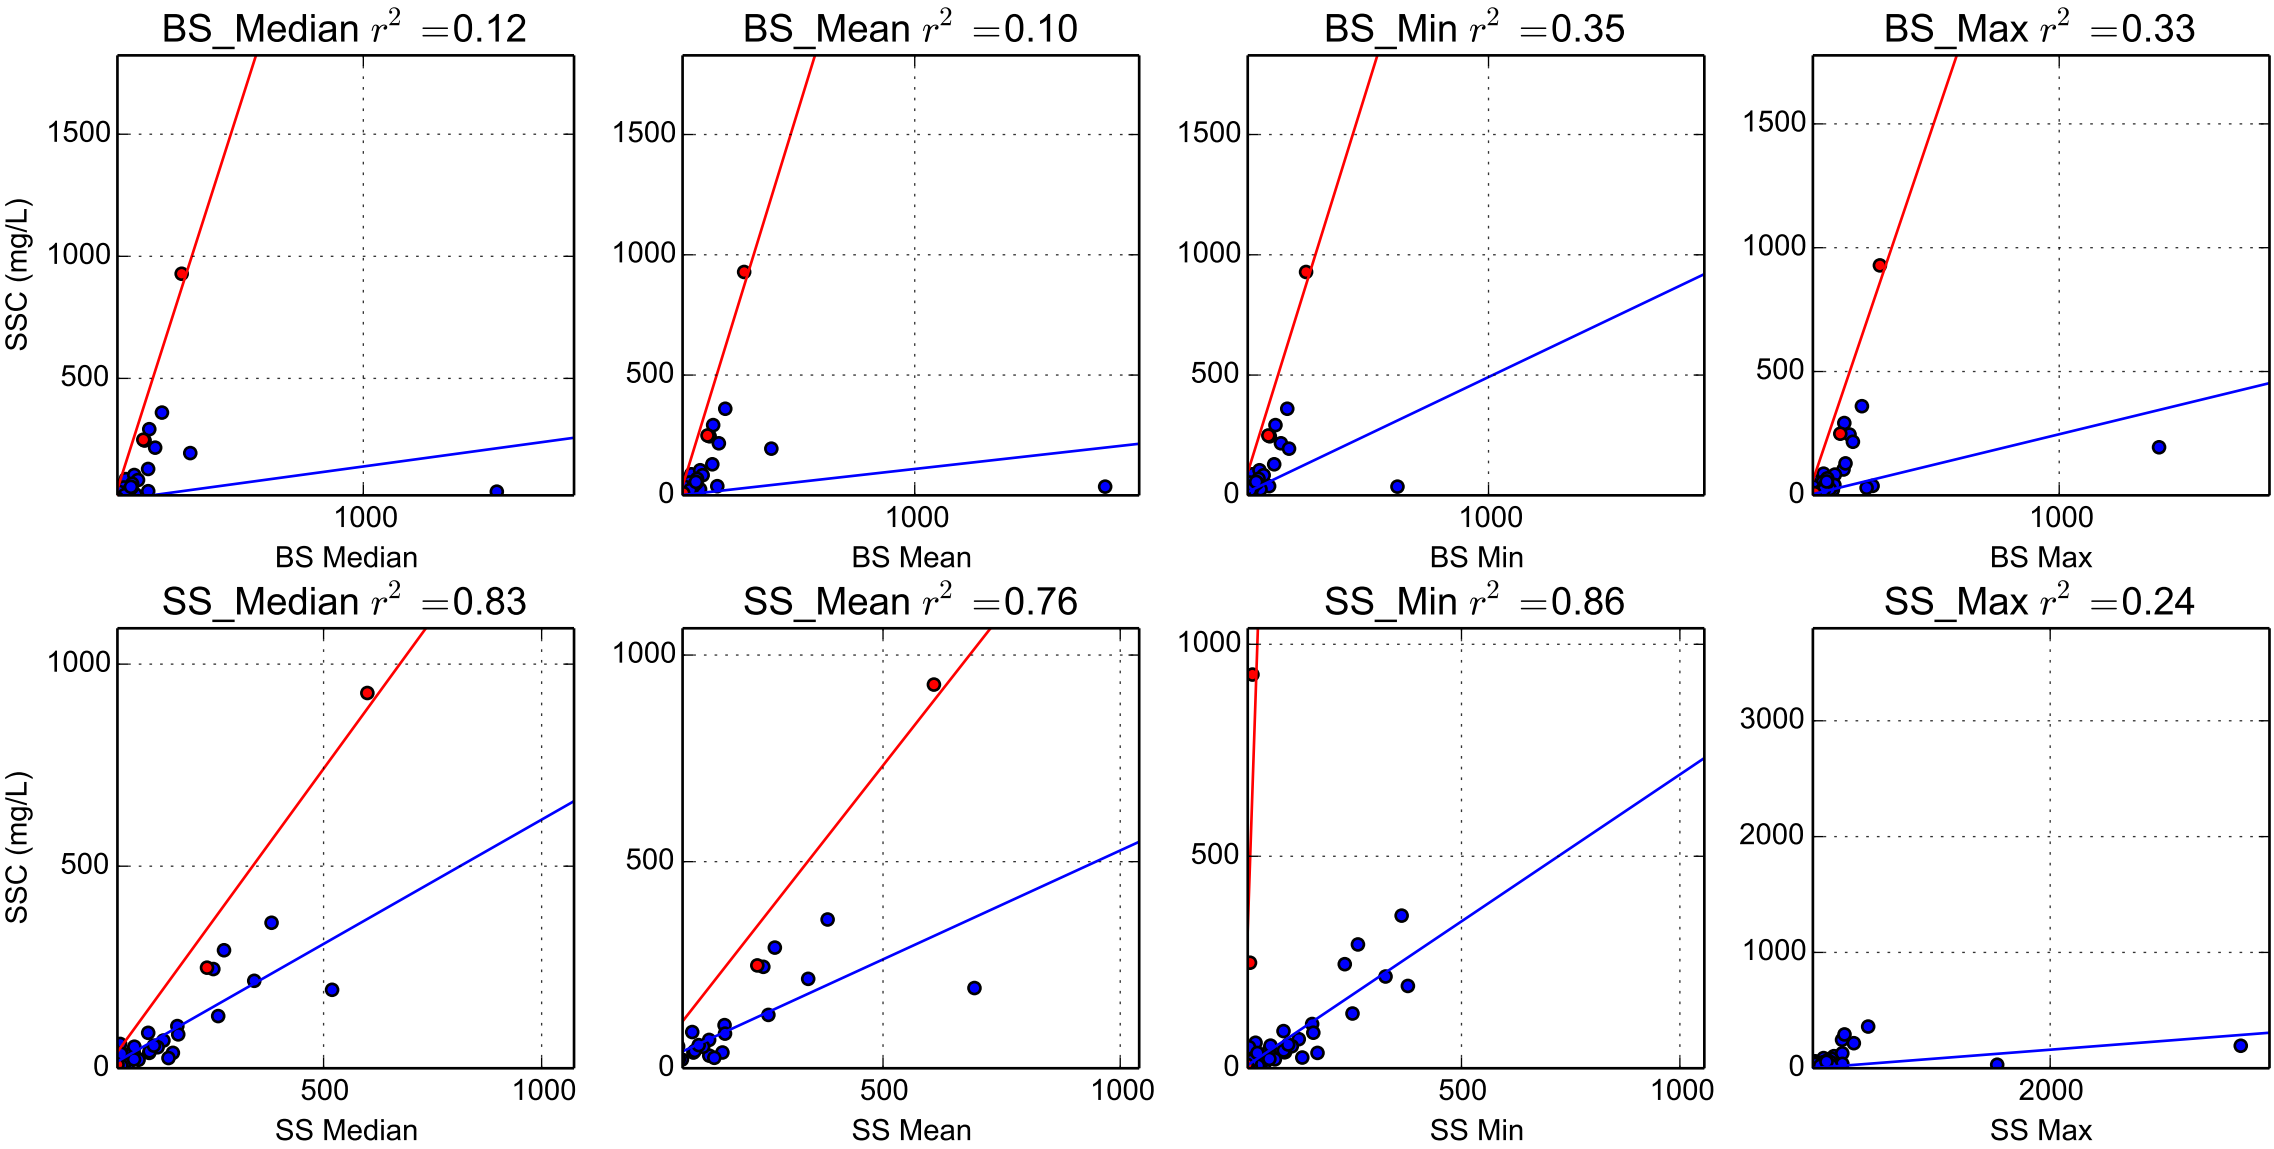 BS_Median r² =0.12
BS_Mean r² =0.10
BS_Min r² =0.35
BS_Max r² =0.33
SSC (mg/L)
1500
1000
500
1000
BS Median
1500
1000
500
0
1000
BS Mean
1500
1000
500
0
1000
BS Min
1500
1000
500
0
1000
BS Max
SS_Median r² =0.83
SS_Mean r² =0.76
SS_Min r² =0.86
SS_Max r² =0.24
SSC (mg/L)
1000
500
0
500 1000
SS Median
1000
500
0
500 1000
SS Mean
1000
500
0
500 1000
SS Min
3000
2000
1000
0
2000
SS Max